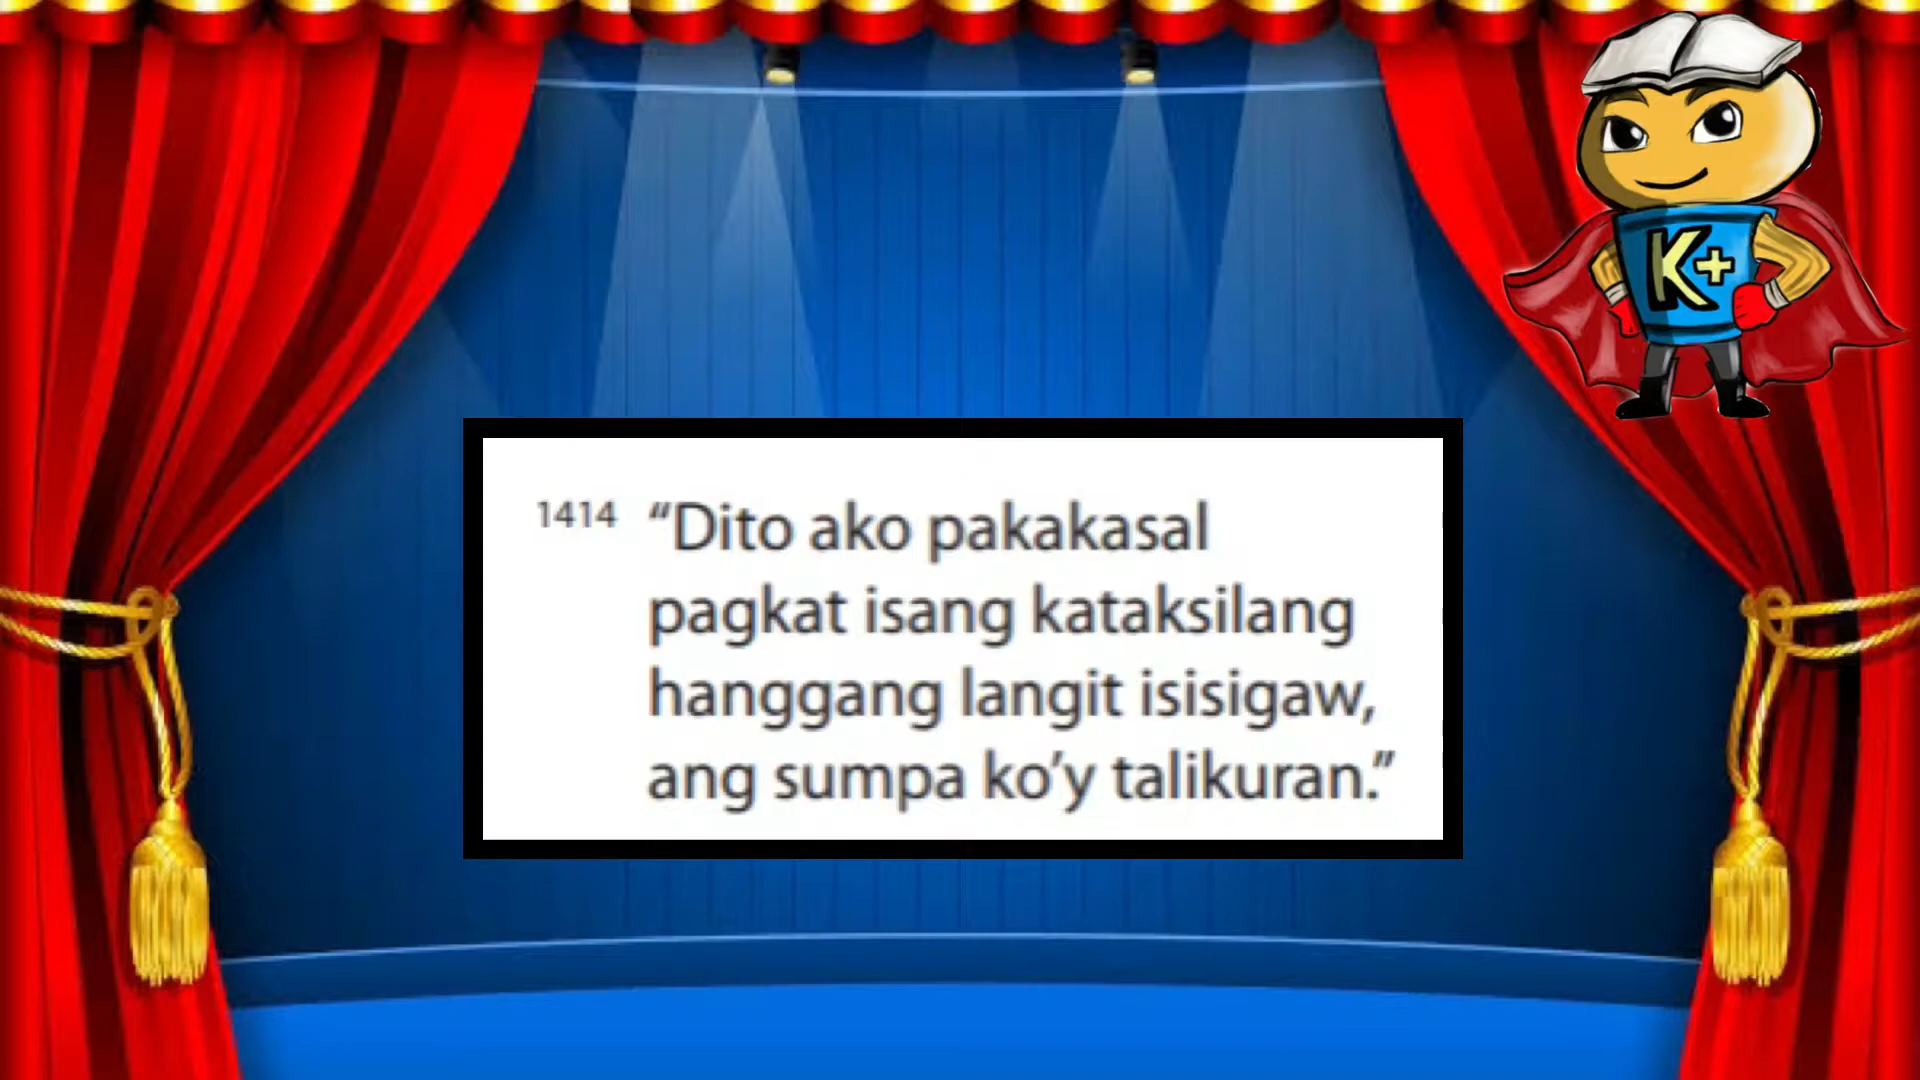 K+
1414 “Dito ako pakakasal
pagkat isang kataksilang
hanggang langit isisigaw,
ang sumpa ko’y talikuran.”